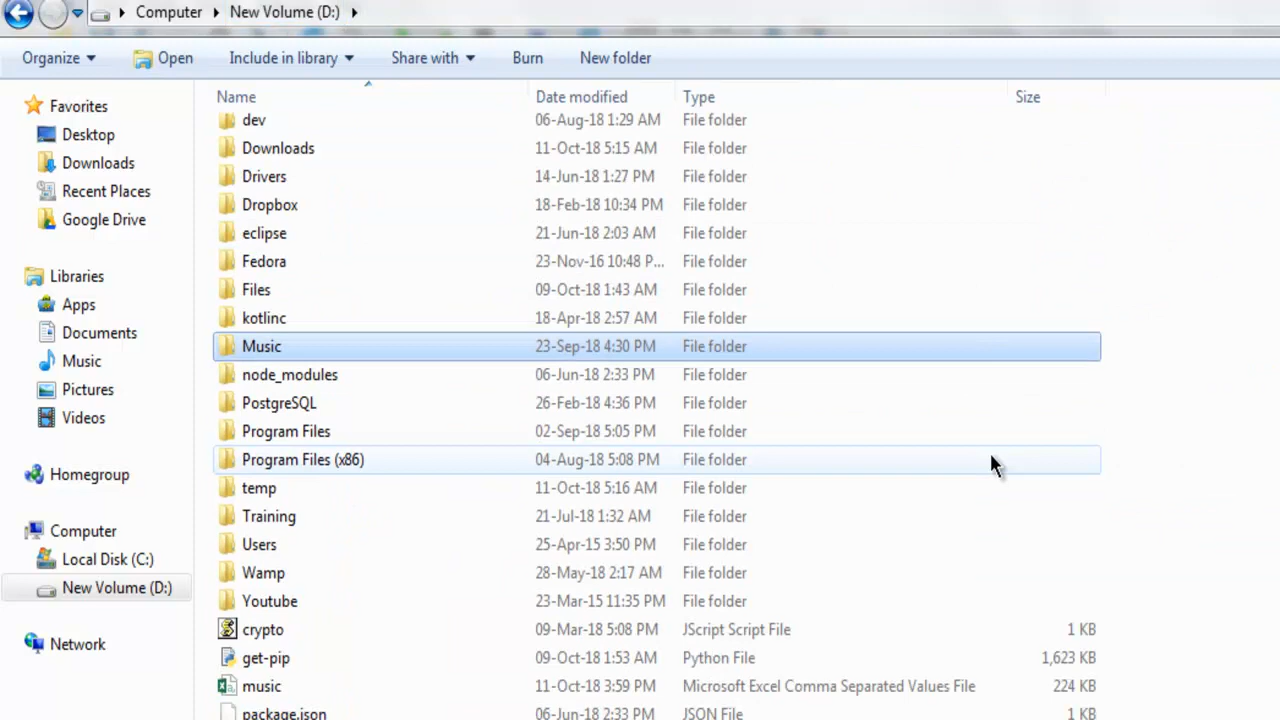 Computer New Volume (D:)
Organize Open Include in library Share with Burn New folder
Name Date modified Type Size
Favorites
Desktop
Downloads
Recent Places
Google Drive
Libraries
Apps
Documents
Music
Pictures
Videos
Homegroup
Computer
Local Disk (C:)
New Volume (D:)
Network
dev 06-Aug-18 1:29 AM File folder
Downloads 11-Oct-18 5:15 AM File folder
Drivers 14-Jun-18 1:27 PM File folder
Dropbox 18-Feb-18 10:34 PM File folder
eclipse 21-Jun-18 2:03 AM File folder
Fedora 23-Nov-16 10:48 P... File folder
Files 09-Oct-18 1:43 AM File folder
kotlinc 18-Apr-18 2:57 AM File folder
Music 23-Sep-18 4:30 PM File folder
node_modules 06-Jun-18 2:33 PM File folder
PostgreSQL 26-Feb-18 4:36 PM File folder
Program Files 02-Sep-18 5:05 PM File folder
Program Files (x86) 04-Aug-18 5:08 PM File folder
temp 11-Oct-18 5:16 AM File folder
Training 21-Jul-18 1:32 AM File folder
Users 25-Apr-15 3:50 PM File folder
Wamp 28-May-18 2:17 AM File folder
Youtube 23-Mar-15 11:35 PM File folder
crypto 09-Mar-18 5:08 PM JScript Script File 1 KB
get-pip 09-Oct-18 1:53 AM Python File 1,623 KB
music 11-Oct-18 3:59 PM Microsoft Excel Comma Separated Values File 224 KB
package.json 06-Jun-18 2:33 PM JSON File 1 KB